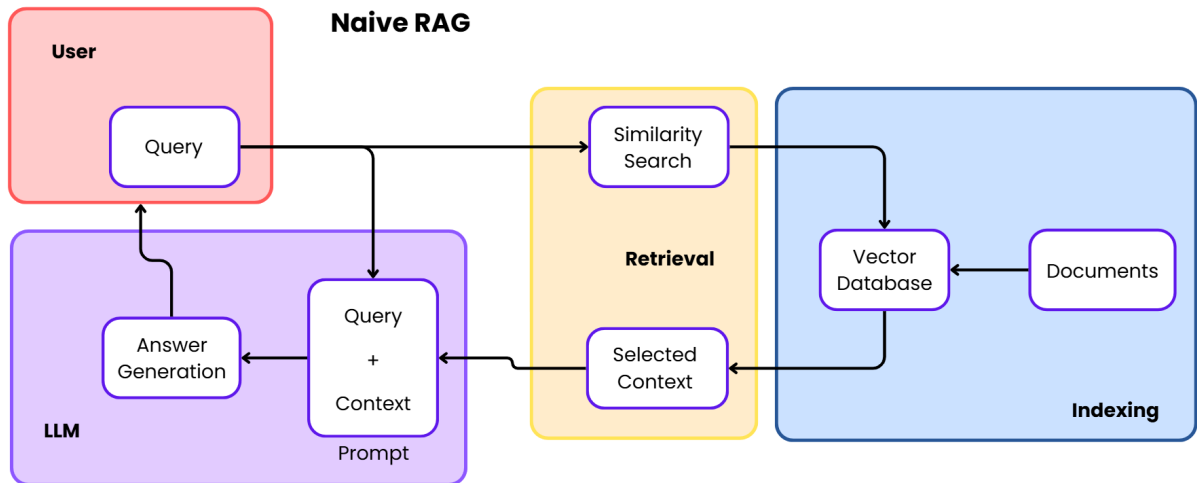 Naive RAG
User
Query
Similarity
Search
Retrieval
Vector
Database
Documents
Query
+
Context
Prompt
Answer
Generation
Selected
Context
LLM
Indexing